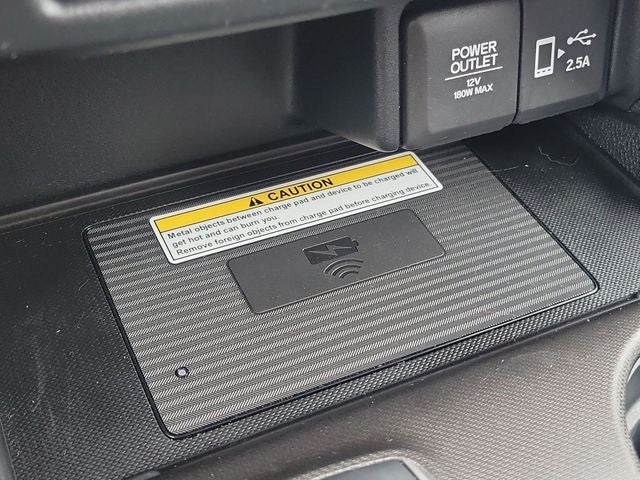 POWER
OUTLET
12V
180W MAX
2.5A
CAUTION
Metal objects between charge pad and device to be charged will
get hot and can burn you.
Remove foreign objects from charge pad before charging device.